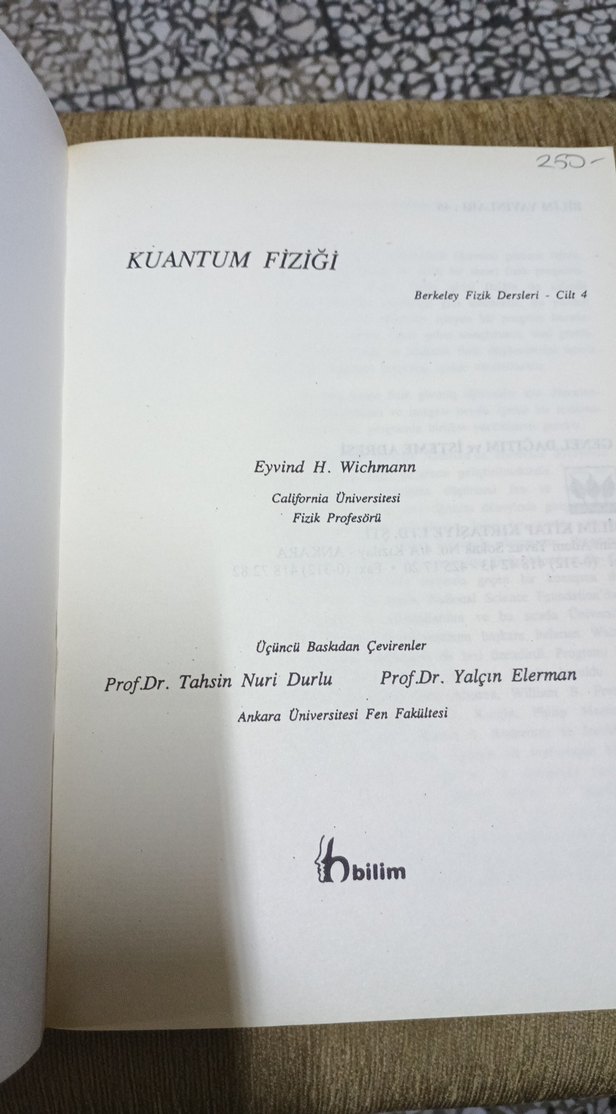 250-
KUANTUM FİZİĞİ
Berkeley Fizik Dersleri - Cilt 4
Eyvind H. Wichmann
California Üniversitesi
Fizik Profesörü
Üçüncü Baskıdan Çevirenler
Prof.Dr. Tahsin Nuri Durlu Prof.Dr. Yalçın Elerman
Ankara Üniversitesi Fen Fakültesi
bilim